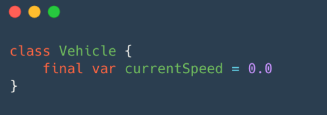 class Vehicle {
    final var currentSpeed = 0.0
}